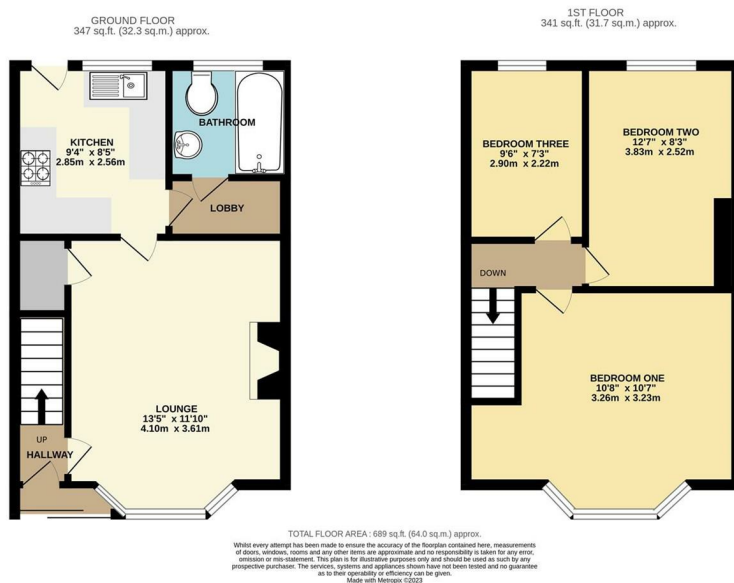 GROUND FLOOR
347 sq.ft. (32.3 sq.m.) approx.
KITCHEN
9'4" x 8'5"
2.85m x 2.56m
BATHROOM
LOBBY
LOUNGE
13'5" x 11'10"
4.10m x 3.61m
UP
HALLWAY
1ST FLOOR
341 sq.ft. (31.7 sq.m.) approx.
BEDROOM THREE
9'6" x 7'3"
2.90m x 2.22m
BEDROOM TWO
12'7" x 8'3"
3.83m x 2.52m
DOWN
BEDROOM ONE
10'8" x 10'7"
3.26m x 3.23m
TOTAL FLOOR AREA : 689 sq.ft. (64.0 sq.m.) approx.
Whilst every attempt has been made to ensure the accuracy of the floorplan contained here, measurements
of doors, windows, rooms and any other items are approximate and no responsibility is taken for any error,
omission or mis-statement. This plan is for illustrative purposes only and should be used as such by any
prospective purchaser. The services, systems and appliances shown have not been tested and no guarantee
as to their operability or efficiency can be given.
Made with Metropix ©2023